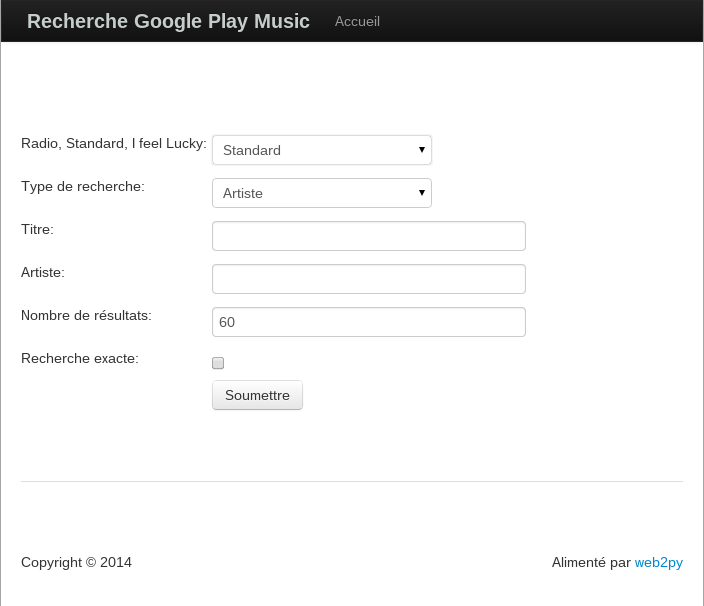 Recherche Google Play Music Accueil
Radio, Standard, I feel Lucky: Standard
Type de recherche: Artiste
Titre:
Artiste:
Nombre de résultats: 60
Recherche exacte:
Soumettre
Copyright © 2014 Alimenté par web2py